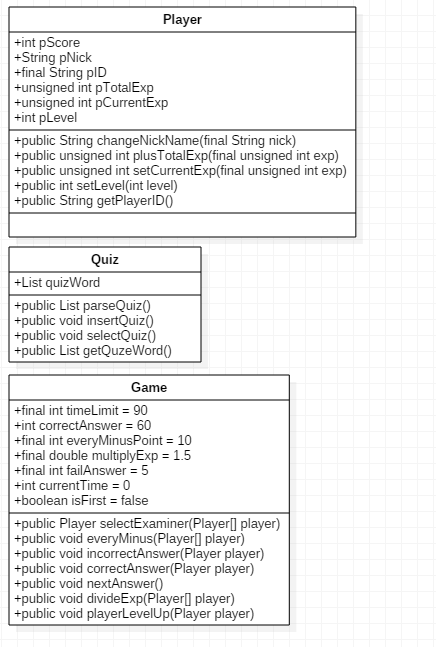 Player
+int pScore
+String pNick
+final String pID
+unsigned int pTotalExp
+unsigned int pCurrentExp
+int pLevel
+public String changeNickName(final String nick)
+public unsigned int plusTotalExp(final unsigned int exp)
+public unsigned int setCurrentExp(final unsigned int exp)
+public int setLevel(int level)
+public String getPlayerID()
Quiz
+List quizWord
+public List parseQuiz()
+public void insertQuiz()
+public void selectQuiz()
+public List getQuzeWord()
Game
+final int timeLimit = 90
+int correctAnswer = 60
+final int everyMinusPoint = 10
+final double multiplyExp = 1.5
+final int failAnswer = 5
+int currentTime = 0
+boolean isFirst = false
+public Player selectExaminer(Player[] player)
+public void everyMinus(Player[] player)
+public void incorrectAnswer(Player player)
+public void correctAnswer(Player player)
+public void nextAnswer()
+public void divideExp(Player[] player)
+public void playerLevelUp(Player player)